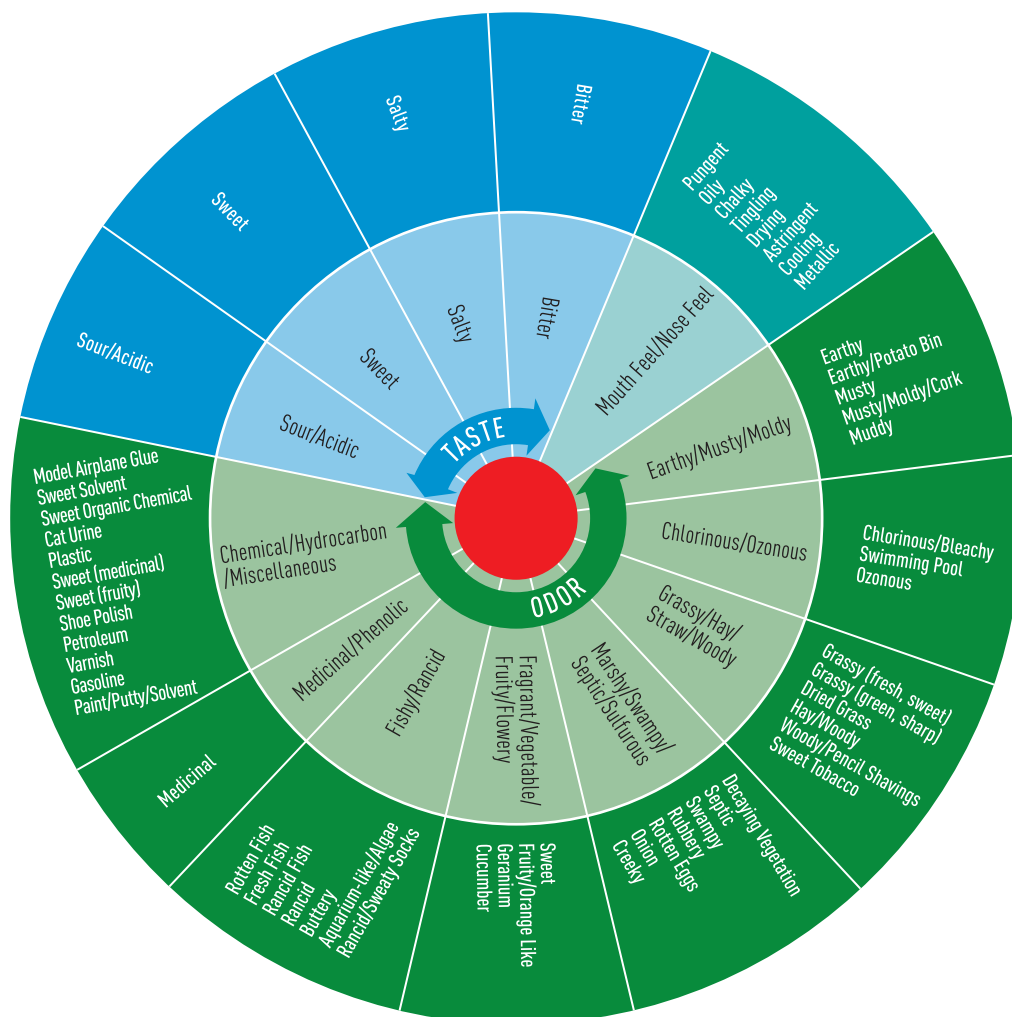 TASTE
ODOR
Sour/Acidic
Sweet
Salty
Bitter
Mouth Feel/Nose Feel
Earthy/Musty/Moldy
Chlorinous/Ozonous
Grassy/Hay/
Straw/Woody
Marshy/Swampy/
Septic/Sulfurous
Fragrant/Vegetable/
Fruity/Flowery
Fishy/Rancid
Medicinal/Phenolic
Chemical/Hydrocarbon
/Miscellaneous
Sour/Acidic
Sweet
Salty
Bitter
Pungent
Oily
Chalky
Tingling
Drying
Astringent
Cooling
Metallic
Earthy
Earthy/Potato Bin
Musty
Musty/Moldy/Cork
Muddy
Chlorinous/Bleachy
Swimming Pool
Ozonous
Grassy (fresh, sweet)
Grassy (green, sharp)
Dried Grass
Hay/Woody
Woody/Pencil Shavings
Sweet Tobacco
Decaying Vegetation
Septic
Swampy
Rubbery
Rotten Eggs
Onion
Creeky
Sweet
Fruity/Orange Like
Geranium
Cucumber
Rotten Fish
Fresh Fish
Rancid Fish
Rancid
Buttery
Aquarium-like/Algae
Rancid/Sweaty Socks
Medicinal
Model Airplane Glue
Sweet Solvent
Sweet Organic Chemical
Cat Urine
Plastic
Sweet (medicinal)
Sweet (fruity)
Shoe Polish
Petroleum
Varnish
Gasoline
Paint/Putty/Solvent